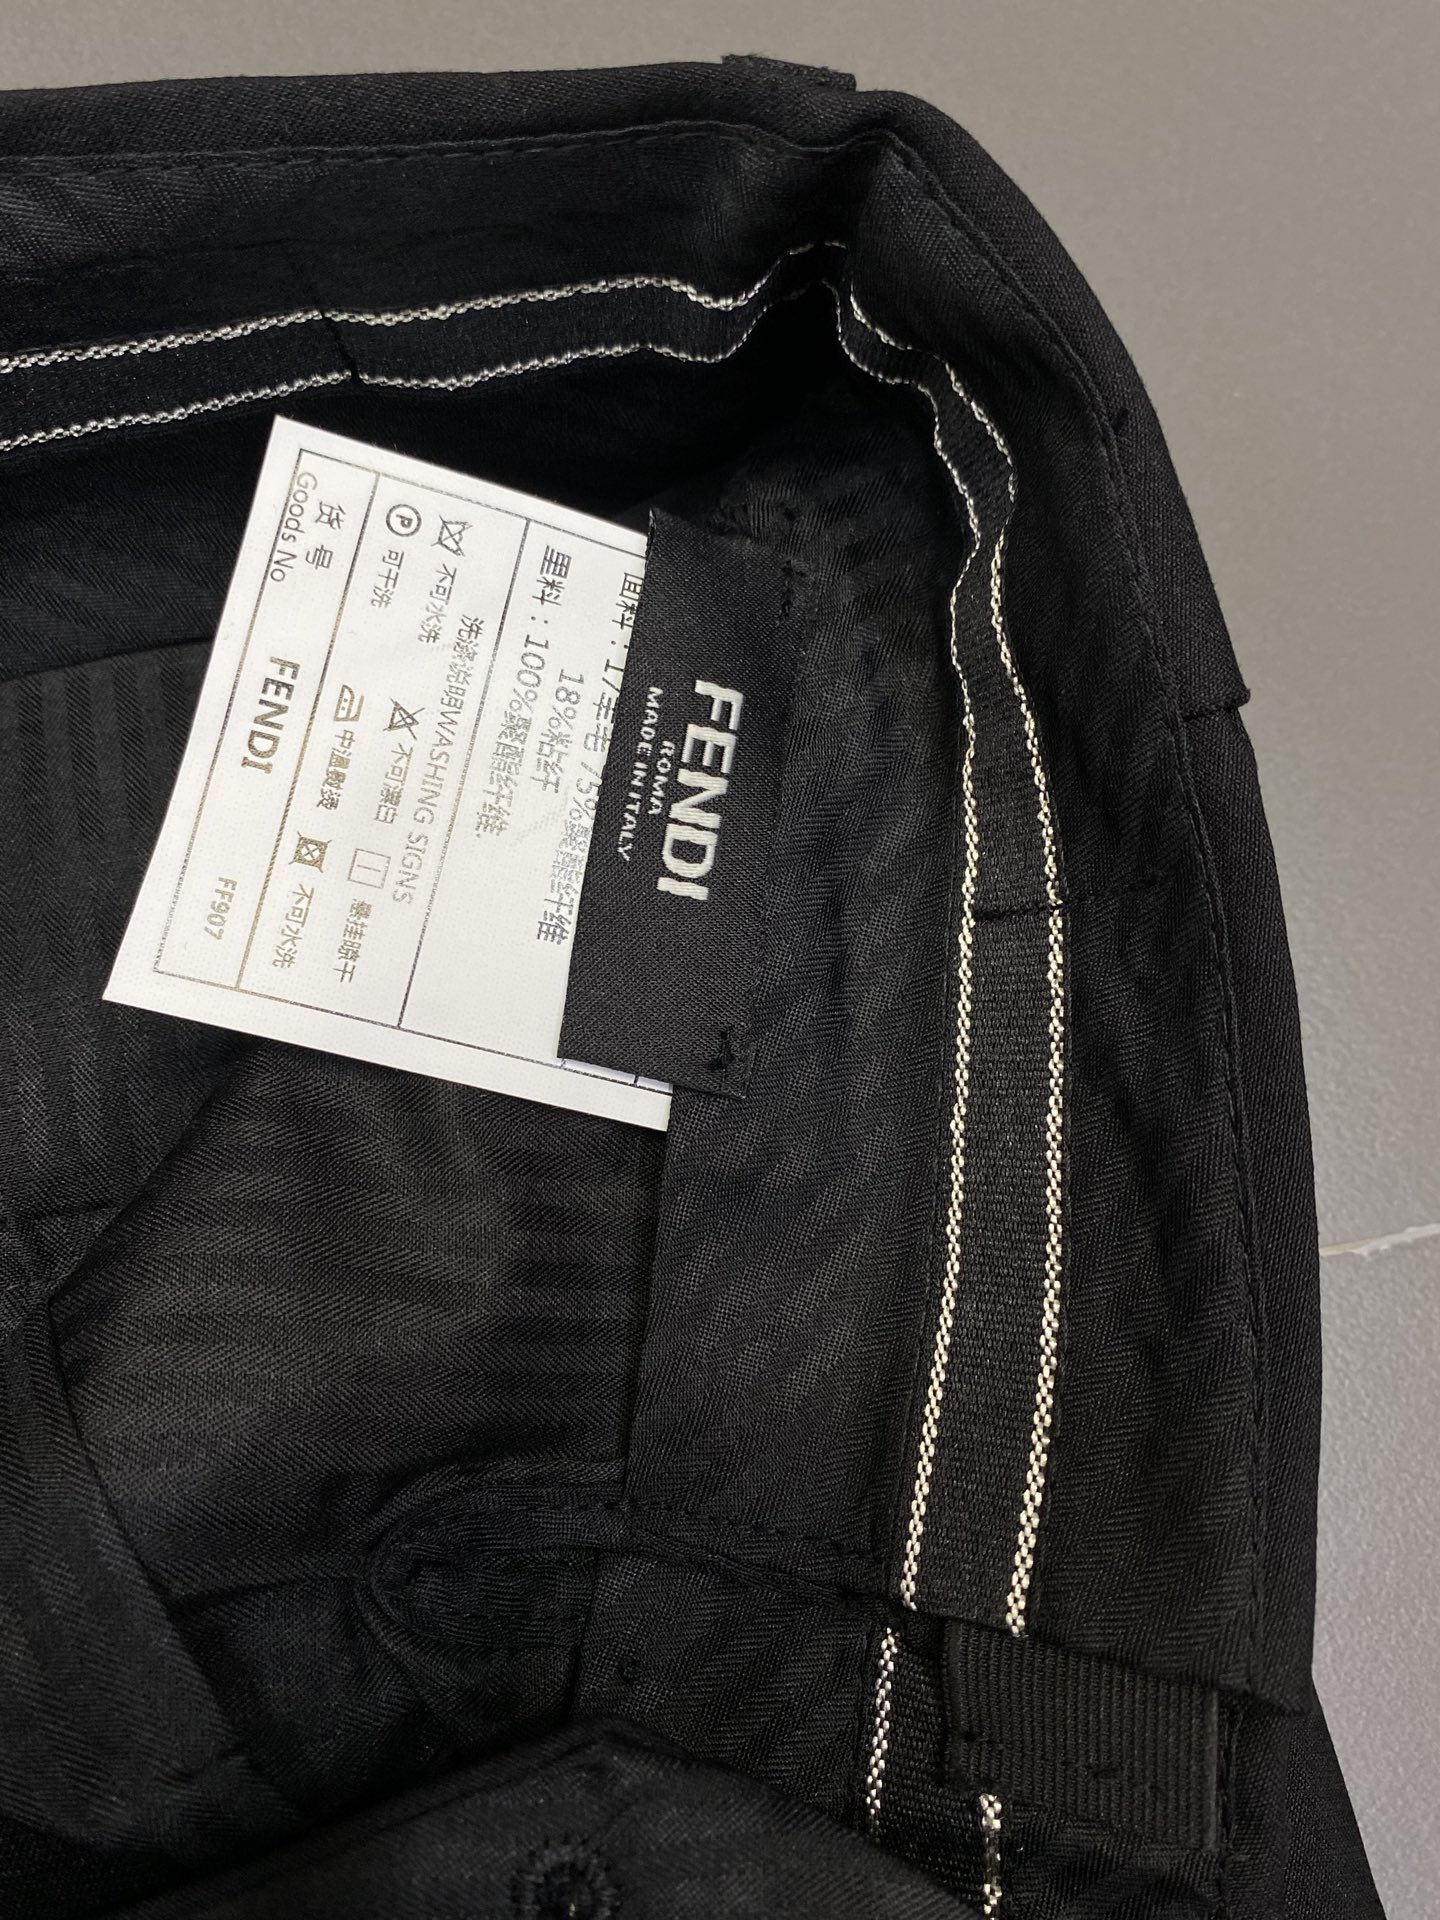 FENDI
ROMA
MADE IN ITALY
18%粘纤
里料：100%聚酯纤维
洗涤说明WASHING SIGNS
不可水洗
不可漂白
悬挂晾干
可干洗
中温熨烫
不可水洗
货号
Goods No
FENDI
FF907